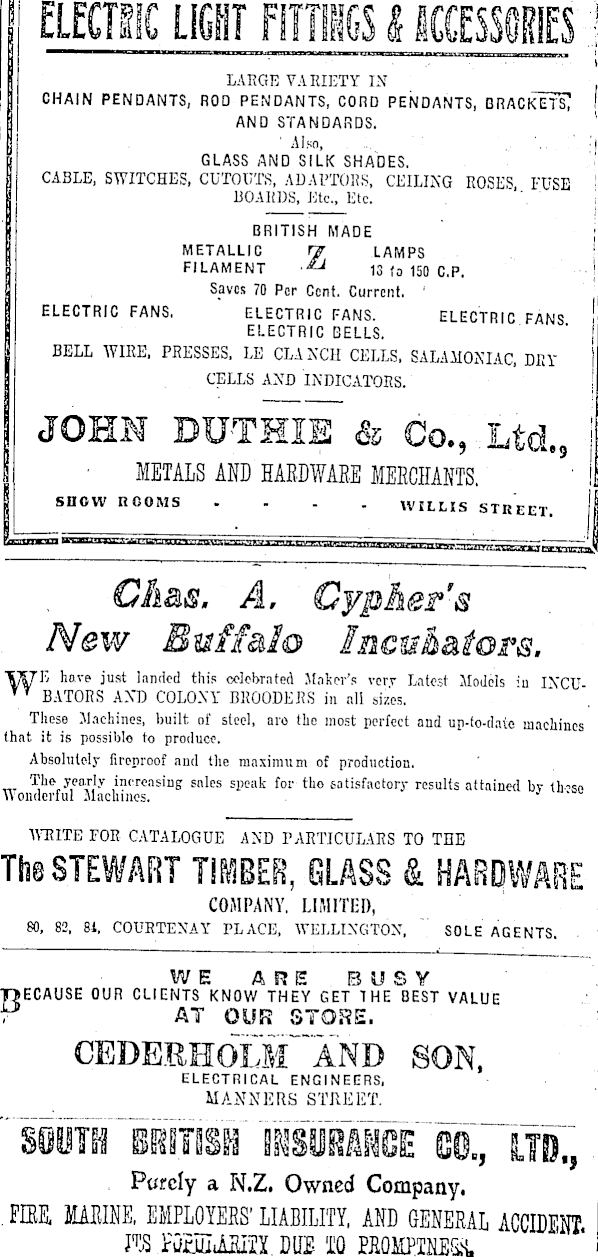 ELECTRIC LIGHT FITTINGS & ACCESSORIES
LARGE VARIETY IN
CHAIN PENDANTS, ROD PENDANTS, CORD PENDANTS, BRACKETS,
AND STANDARDS.
Also,
GLASS AND SILK SHADES.
CABLE, SWITCHES, CUTOUTS, ADAPTORS, CEILING ROSES, FUSE
BOARDS, Etc., Etc.
BRITISH MADE
METALLIC FILAMENT Z LAMPS 13 to 150 C.P.
Saves 70 Per Cent. Current.
ELECTRIC FANS. ELECTRIC FANS. ELECTRIC FANS.
ELECTRIC BELLS.
BELL WIRE, PRESSES, LE CLANCH CELLS, SALAMONIAC, DRY
CELLS AND INDICATORS.
JOHN DUTHIE & Co., Ltd.,
METALS AND HARDWARE MERCHANTS.
SHOW ROOMS - - - - WILLIS STREET.
Chas. A. Cypher's
New Buffalo Incubators.
WE have just landed this celebrated Maker's very Latest Models in INCU-
BATORS AND COLONY BROODERS in all sizes.
These Machines, built of steel, are the most perfect and up-to-date machines
that it is possible to produce.
Absolutely fireproof and the maximum of production.
The yearly increasing sales speak for the satisfactory results attained by these
Wonderful Machines.
WRITE FOR CATALOGUE AND PARTICULARS TO THE
The STEWART TIMBER, GLASS & HARDWARE
COMPANY, LIMITED,
80, 82, 84, COURTENAY PLACE, WELLINGTON, SOLE AGENTS.
WE ARE BUSY
BECAUSE OUR CLIENTS KNOW THEY GET THE BEST VALUE
AT OUR STORE.
CEDERHOLM AND SON,
ELECTRICAL ENGINEERS,
MANNERS STREET.
SOUTH BRITISH INSURANCE CO., LTD.,
Purely a N.Z. Owned Company.
FIRE, MARINE, EMPLOYERS' LIABILITY, AND GENERAL ACCIDENT.
ITS POPULARITY DUE TO PROMPTNESS.